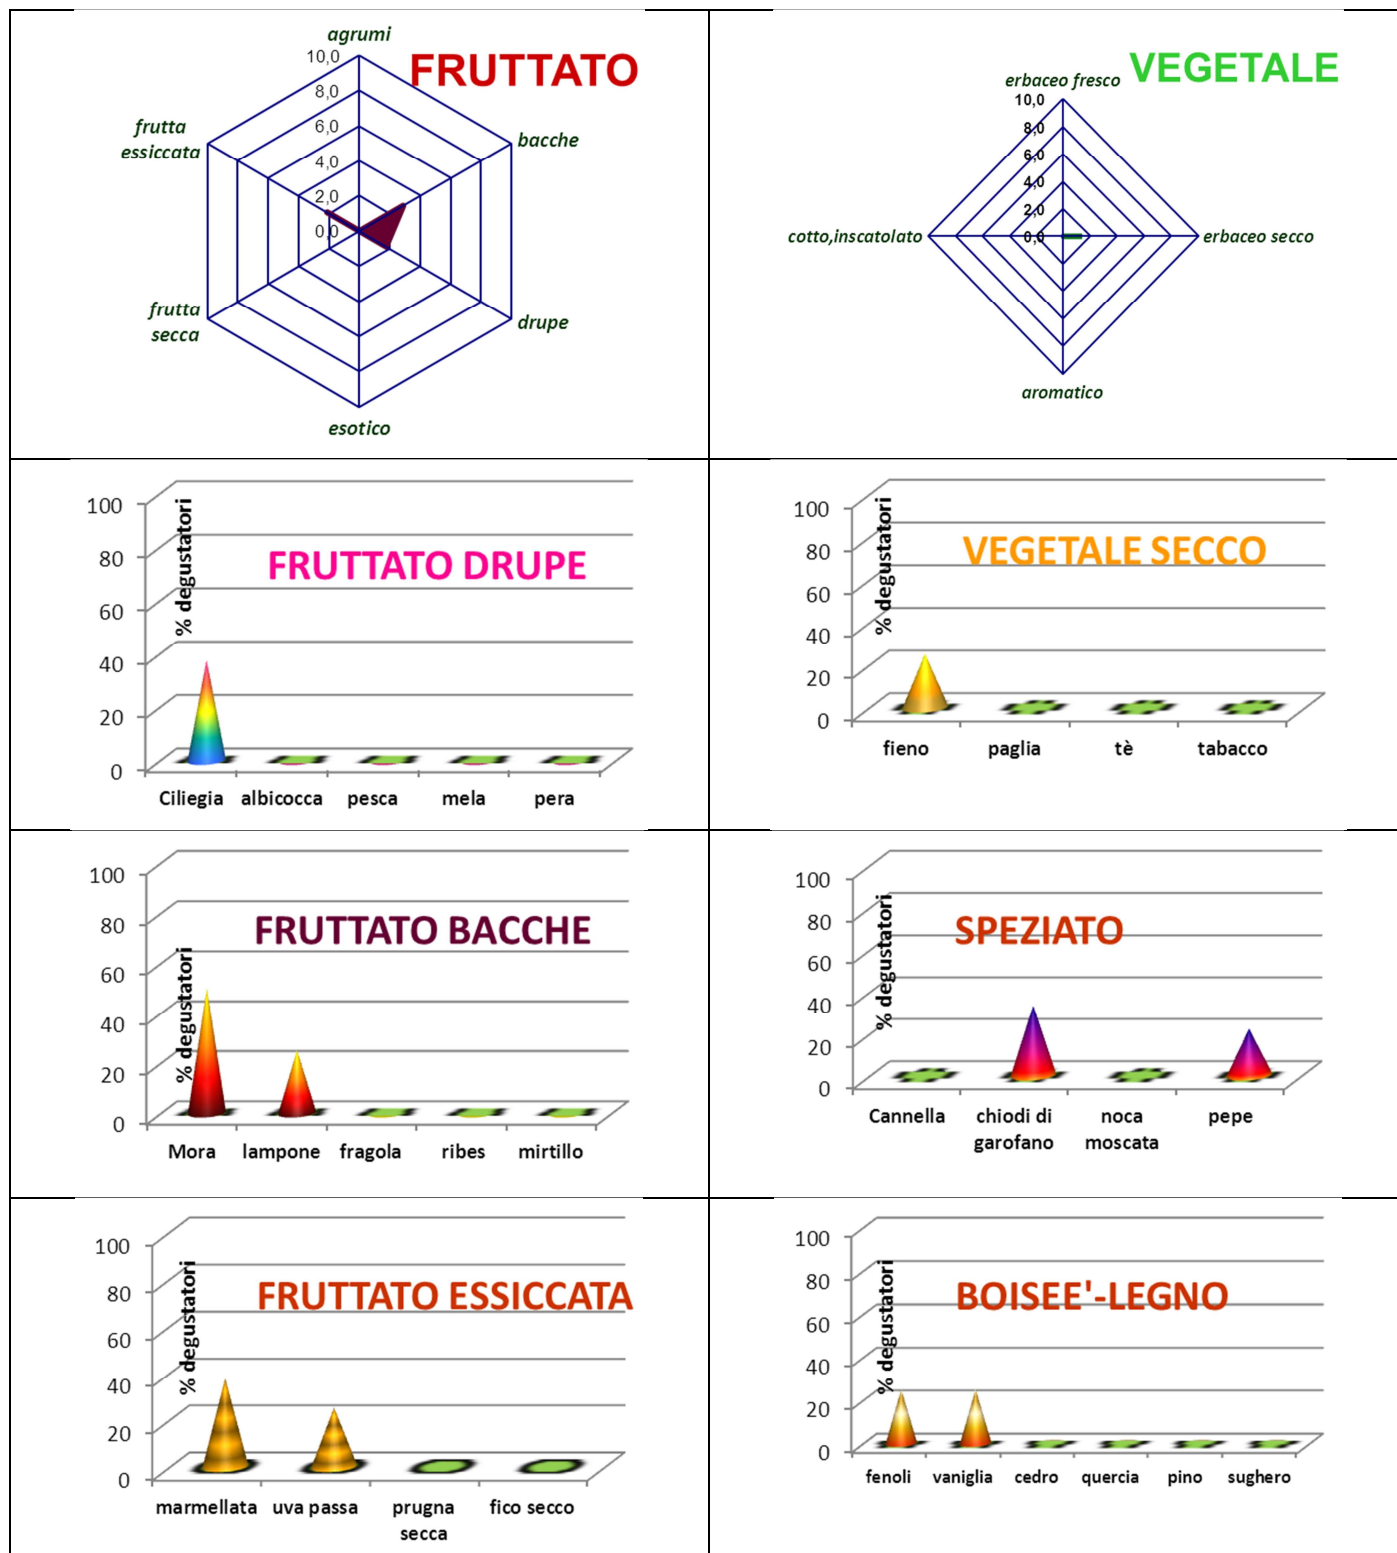 agrumi
FRUTTATO
10,0
8,0
6,0
4,0
2,0
0,0
frutta
essiccata
bacche
frutta
secca
drupe
esotico
VEGETALE
erbaceo fresco
10,0
8,0
6,0
4,0
2,0
0,0
cotto,inscatolato
erbaceo secco
aromatico
FRUTTATO DRUPE
% degustatori
100
80
60
40
20
0
Ciliegia albicocca pesca mela pera
VEGETALE SECCO
% degustatori
100
80
60
40
20
0
fieno paglia tè tabacco
FRUTTATO BACCHE
% degustatori
100
80
60
40
20
0
Mora lampone fragola ribes mirtillo
SPEZIATO
% degustatori
100
80
60
40
20
0
Cannella chiodi di noca pepe
garofano moscata
FRUTTATO ESSICCATA
% degustatori
100
80
60
40
20
0
marmellata uva passa prugna fico secco
secca
BOISEE'-LEGNO
% degustatori
100
80
60
40
20
0
fenoli vaniglia cedro quercia pino sughero